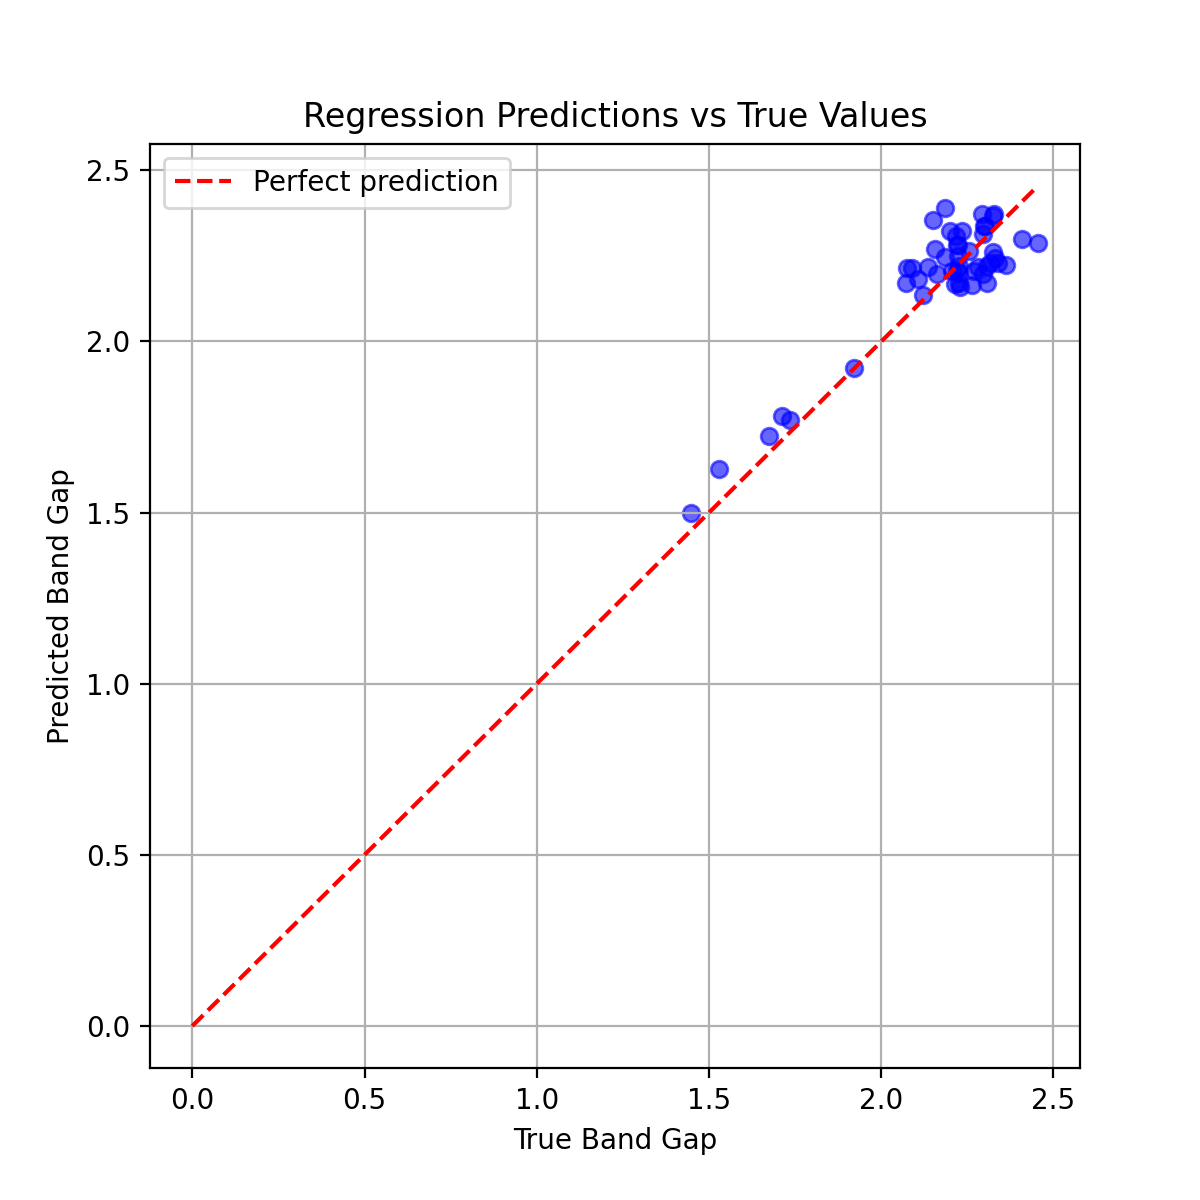 Regression Predictions vs True Values
Perfect prediction
2.5
2.0
1.5
1.0
0.5
0.0
Predicted Band Gap
0.0 0.5 1.0 1.5 2.0 2.5
True Band Gap